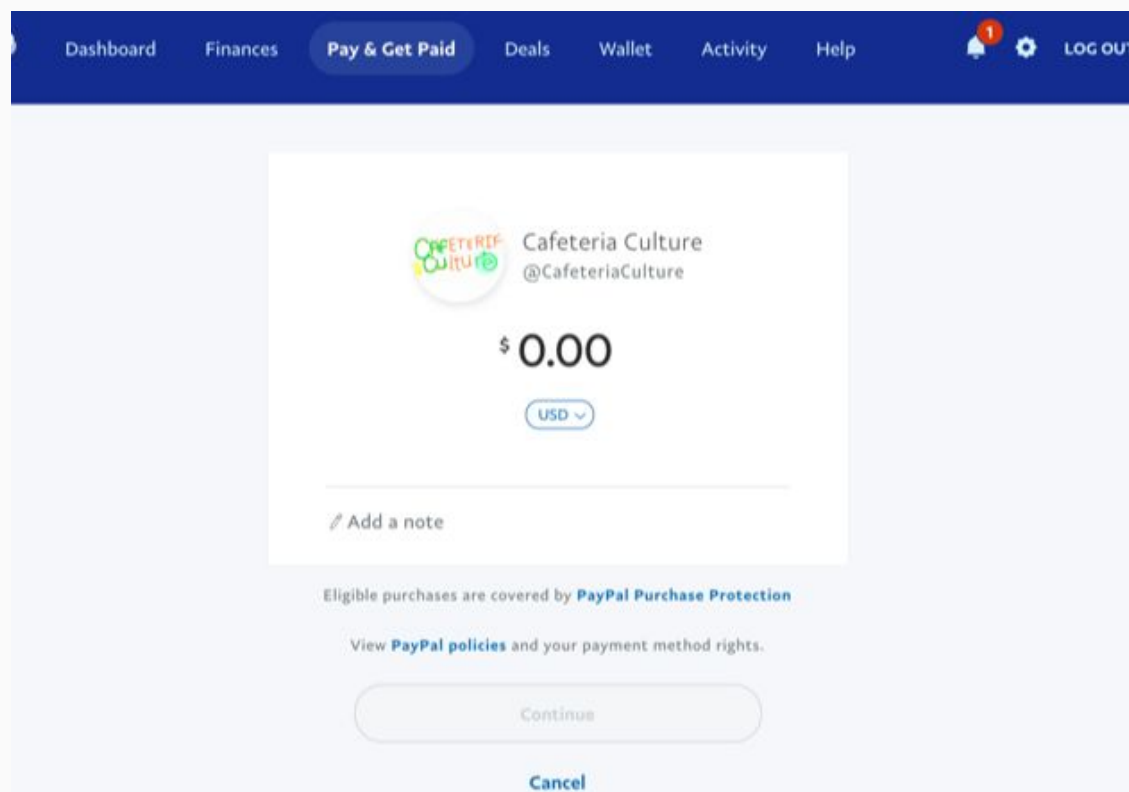 Dashboard Finances Pay & Get Paid Deals Wallet Activity Help 1 LOG OUT
CAFETERIE
Culture
Cafeteria Culture
@CafeteriaCulture
$ 0.00
USD
Add a note
Eligible purchases are covered by PayPal Purchase Protection
View PayPal policies and your payment method rights.
Continue
Cancel